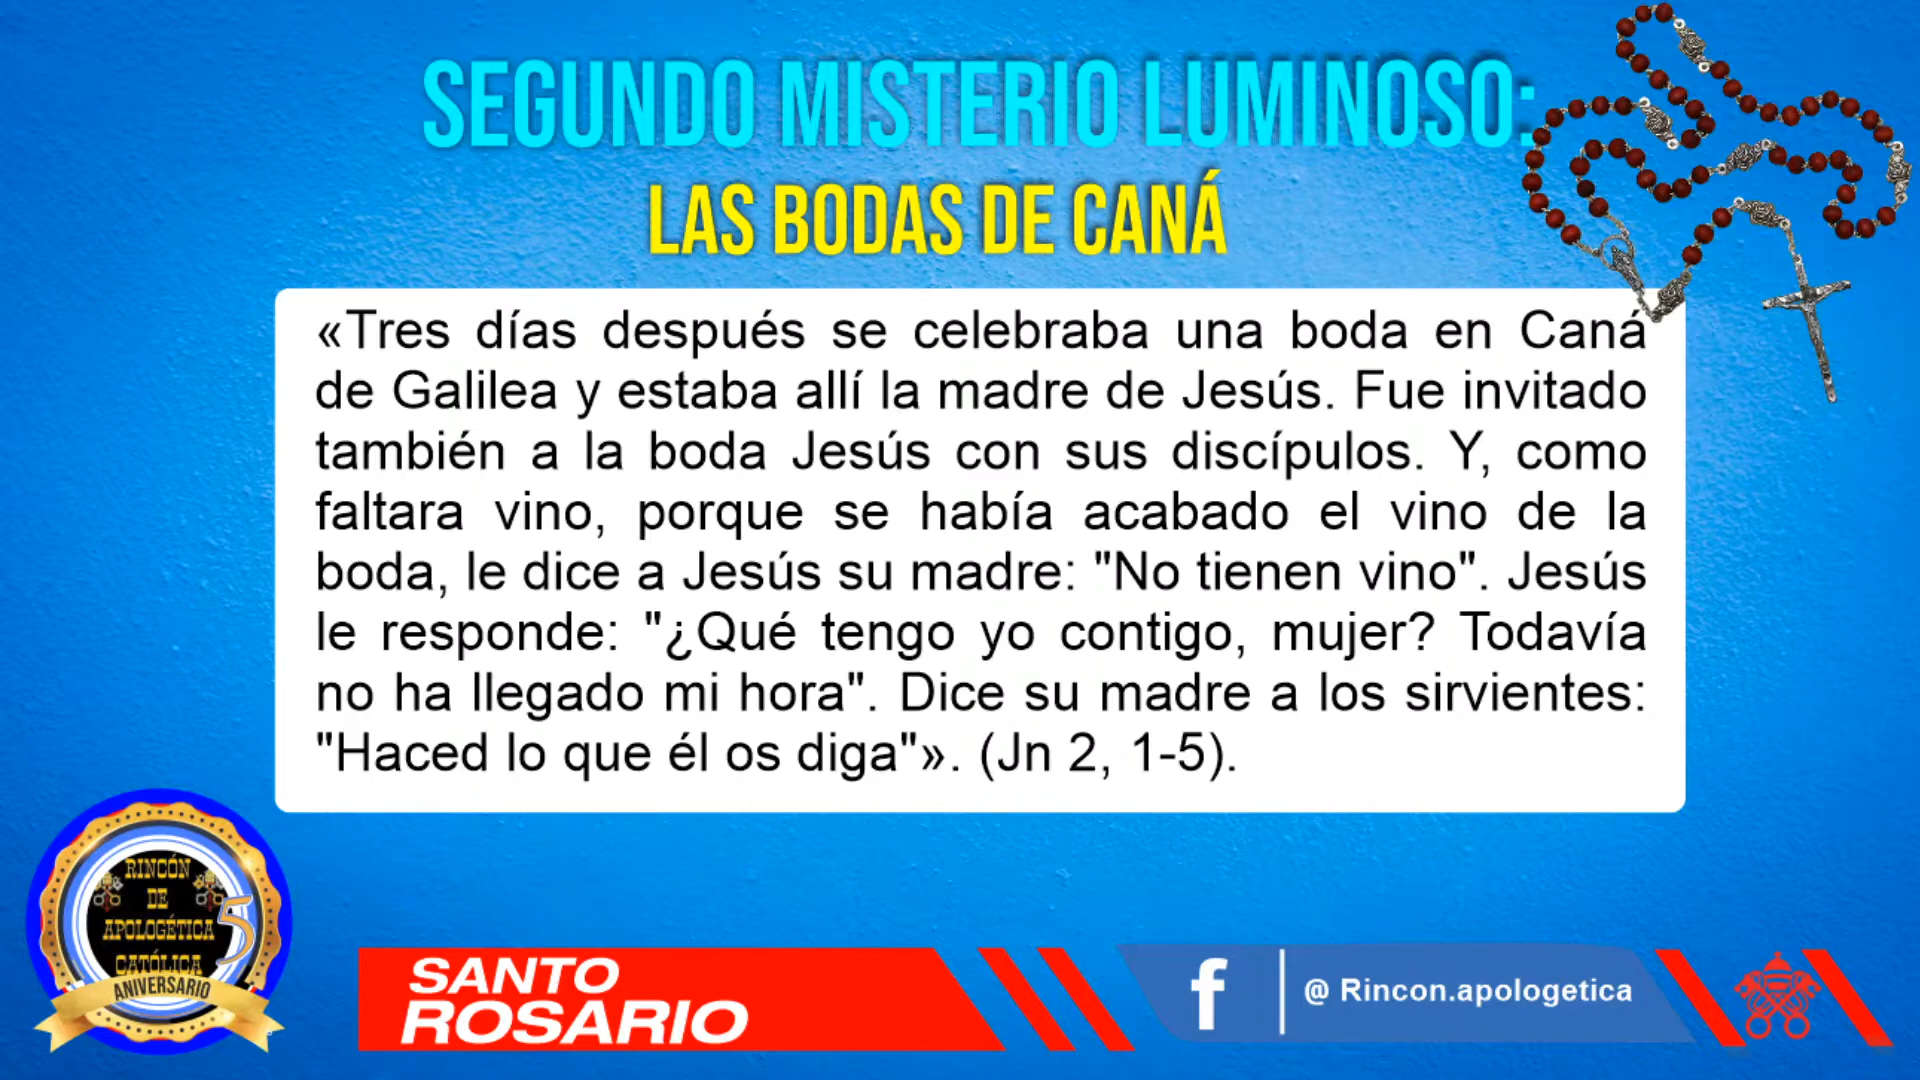 SEGUNDO MISTERIO LUMINOSO:
LAS BODAS DE CANÁ
«Tres días después se celebraba una boda en Caná
de Galilea y estaba allí la madre de Jesús. Fue invitado
también a la boda Jesús con sus discípulos. Y, como
faltara vino, porque se había acabado el vino de la
boda, le dice a Jesús su madre: "No tienen vino". Jesús
le responde: "¿Qué tengo yo contigo, mujer? Todavía
no ha llegado mi hora". Dice su madre a los sirvientes:
"Haced lo que él os diga"». (Jn 2, 1-5).
RINCÓN
DE
APOLOGÉTICA
CATÓLICA
5
ANIVERSARIO
SANTO
ROSARIO
f
@ Rincon.apologetica